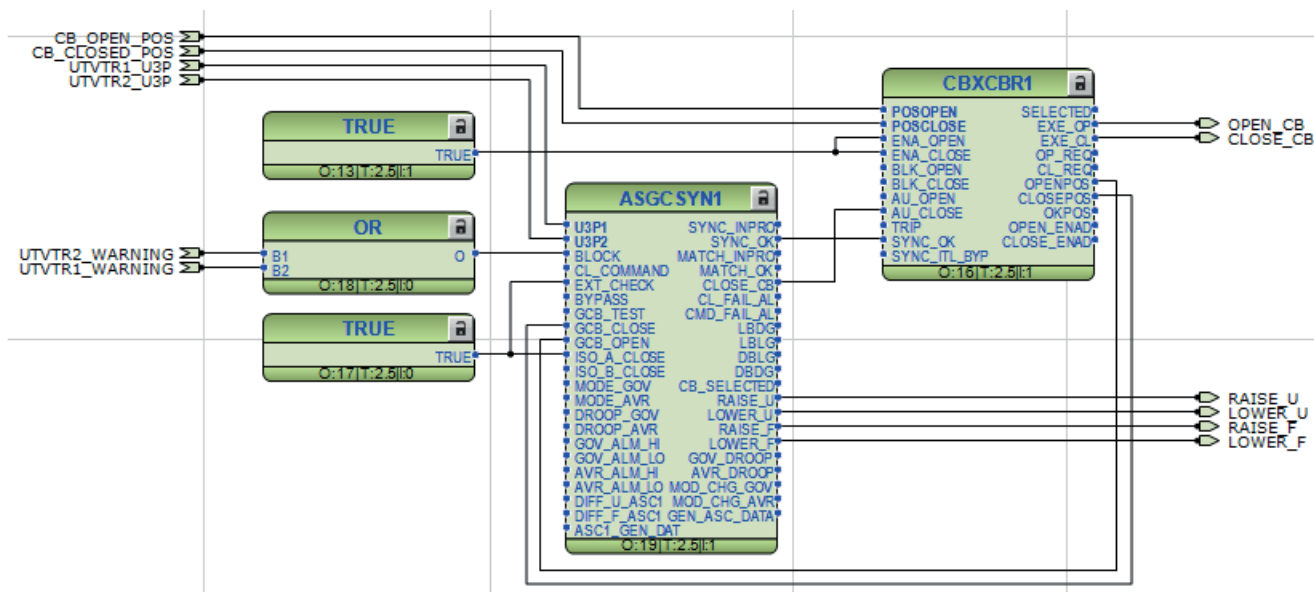 CB_OPEN_POS
CB_CLOSED_POS
UTVTR1_U3P
UTVTR2_U3P
TRUE
TRUE
O:13|T:2.5|I:1
OR
UTVTR2_WARNING
UTVTR1_WARNING
B1 O
B2
O:18|T:2.5|I:0
TRUE
TRUE
O:17|T:2.5|I:0
ASGCSYN1
U3P1 SYNC_INPRO
U3P2 SYNC_OK
BLOCK MATCH_INPRO
CL_COMMAND MATCH_OK
EXT_CHECK CLOSE_CB
BYPASS CL_FAIL_AL
GCB_TEST CMD_FAIL_AL
GCB_CLOSE LBDG
GCB_OPEN LBLG
ISO_A_CLOSE DBLG
ISO_B_CLOSE DBDG
MODE_GOV CB_SELECTED
MODE_AVR RAISE_U
DROOP_GOV LOWER_U
DROOP_AVR RAISE_F
GOV_ALM_HI LOWER_F
GOV_ALM_LO GOV_DROOP
AVR_ALM_HI AVR_DROOP
AVR_ALM_LO MOD_CHG_GOV
DIFF_U_ASC1 MOD_CHG_AVR
DIFF_F_ASC1 GEN_ASC_DATA
ASC1_GEN_DAT
O:19|T:2.5|I:1
CBXCBR1
POSOPEN SELECTED
POSCLOSE EXE_OP
ENA_OPEN EXE_CL
ENA_CLOSE OP_REQ
BLK_OPEN CL_REQ
BLK_CLOSE OPENPOS
AU_OPEN CLOSEPOS
AU_CLOSE OKPOS
TRIP OPEN_ENAD
SYNC_OK CLOSE_ENAD
SYNC_ITL_BYP
O:16|T:2.5|I:1
OPEN_CB
CLOSE_CB
RAISE_U
LOWER_U
RAISE_F
LOWER_F